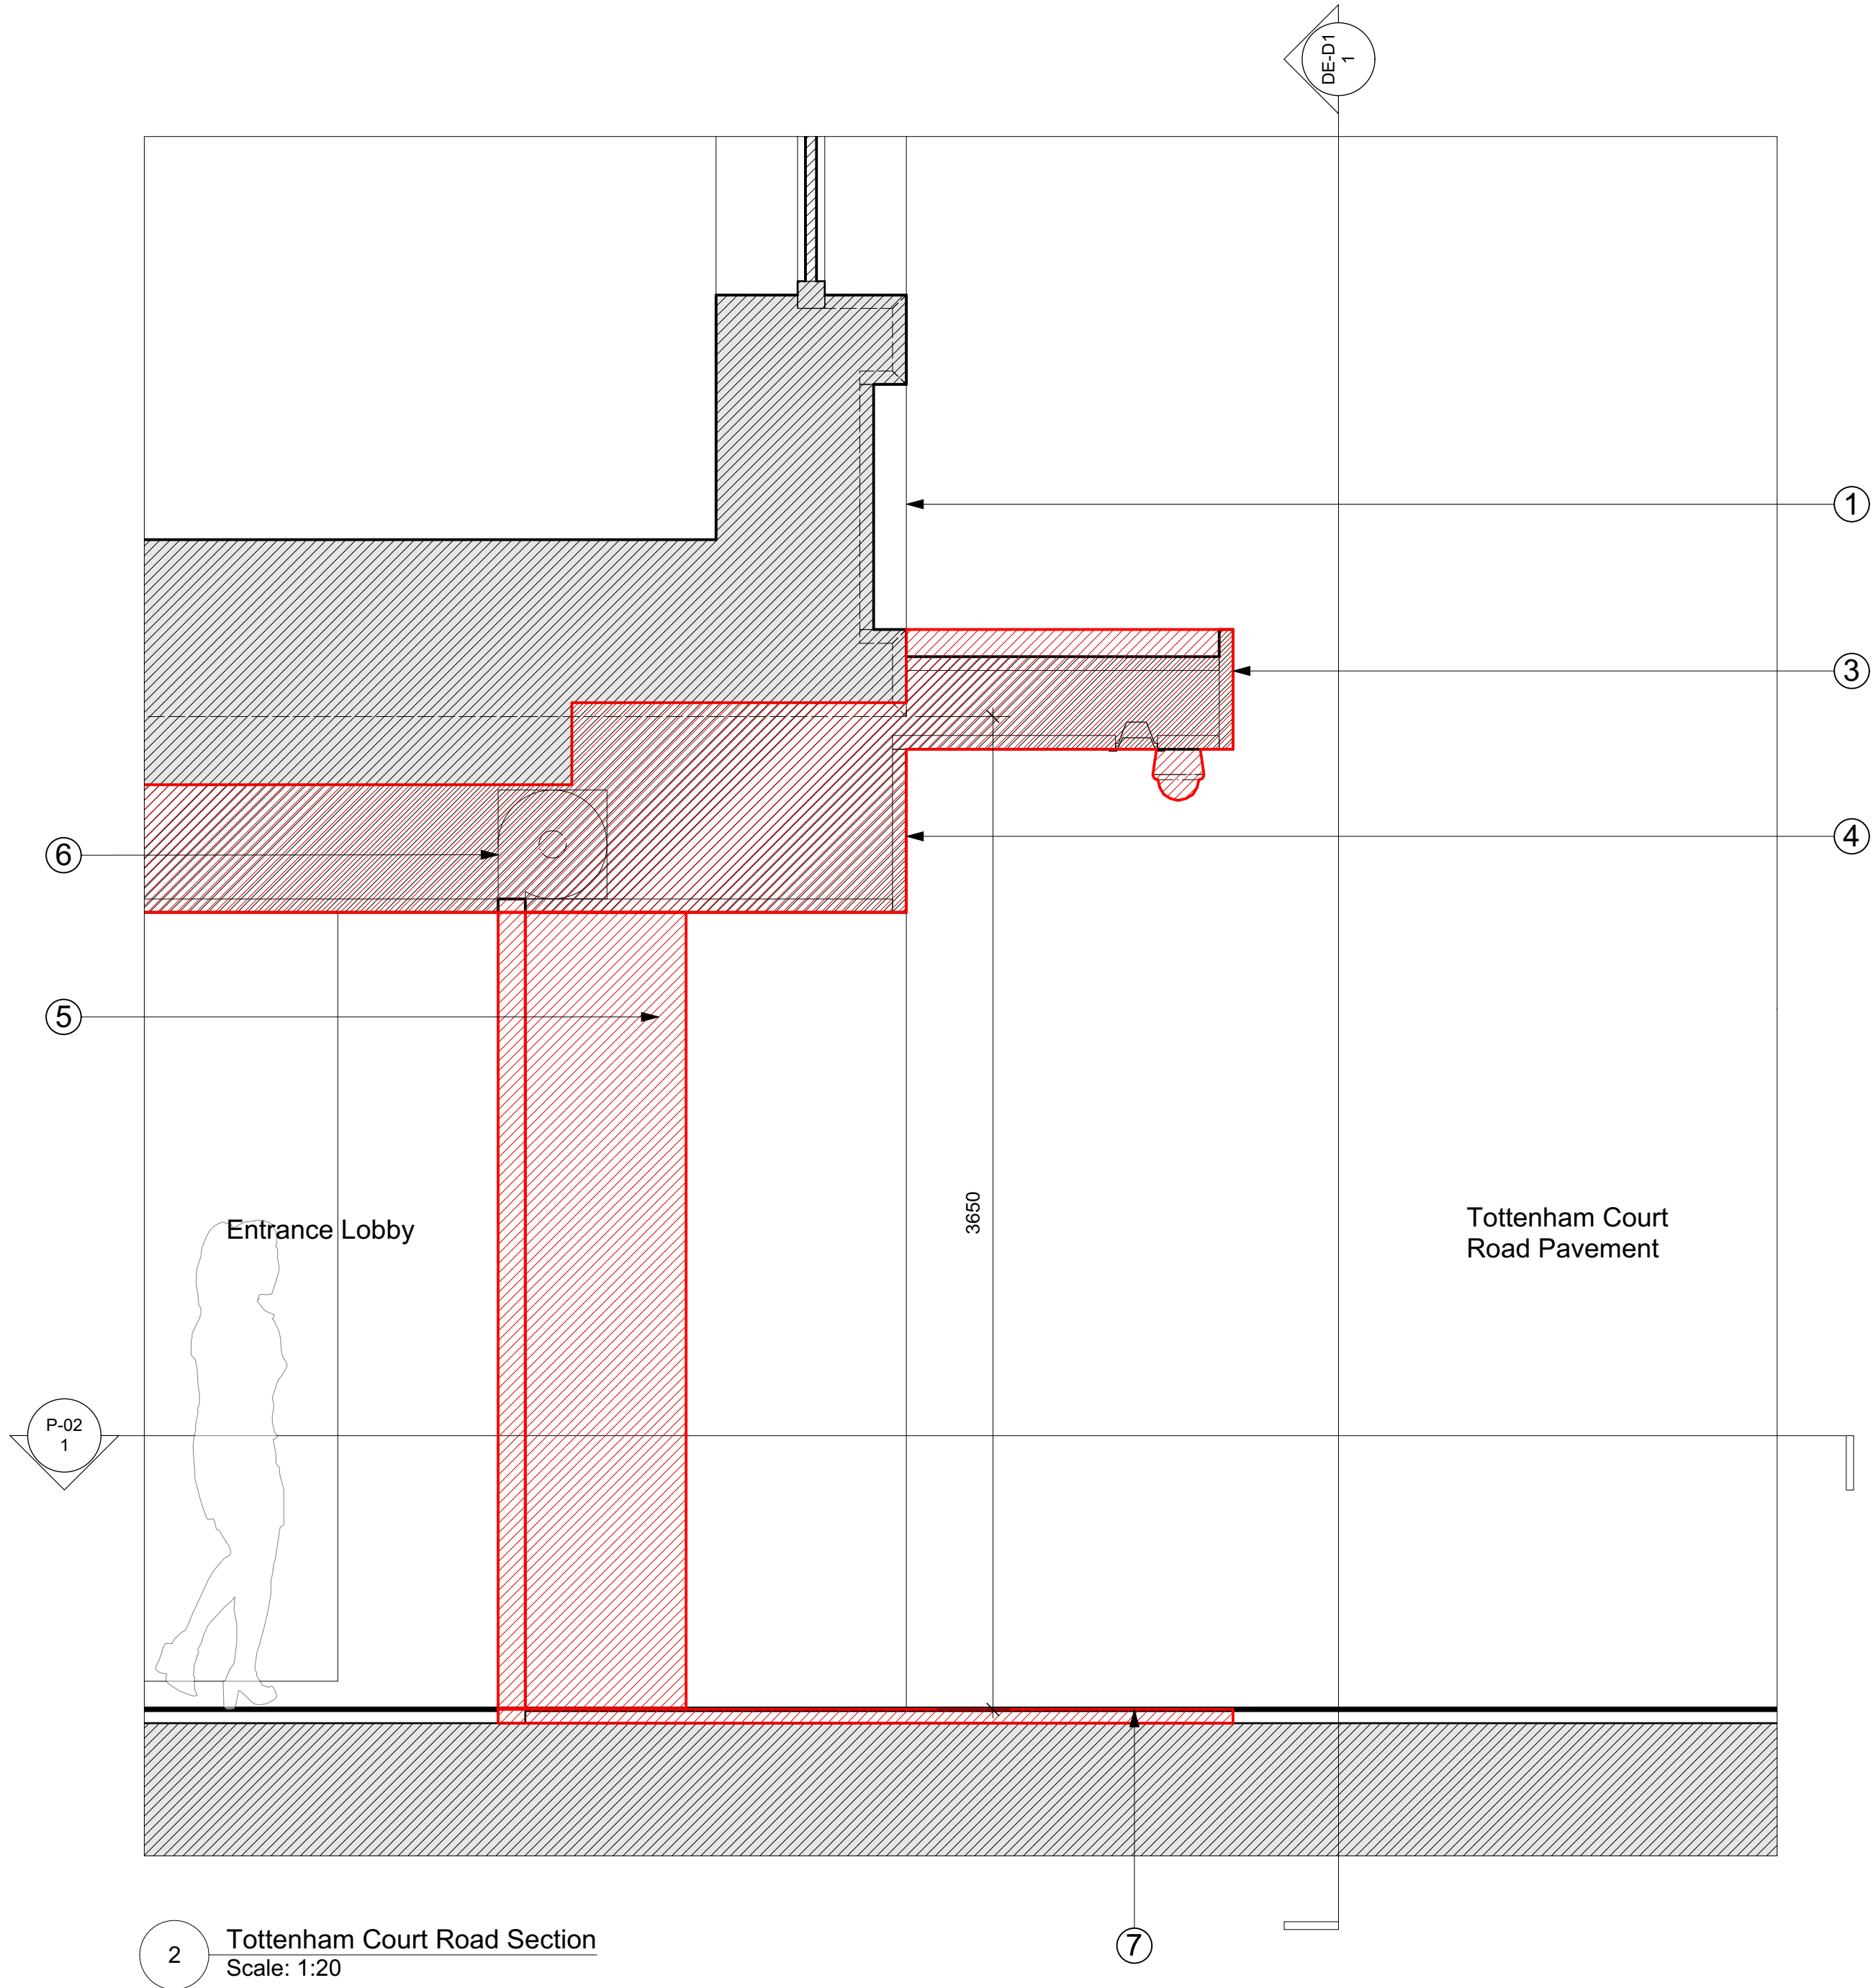 DE-D1
1
1
3
4
6
5
3650
Entrance Lobby
Tottenham Court
Road Pavement
P-02
1
7
2
Tottenham Court Road Section
Scale: 1:20